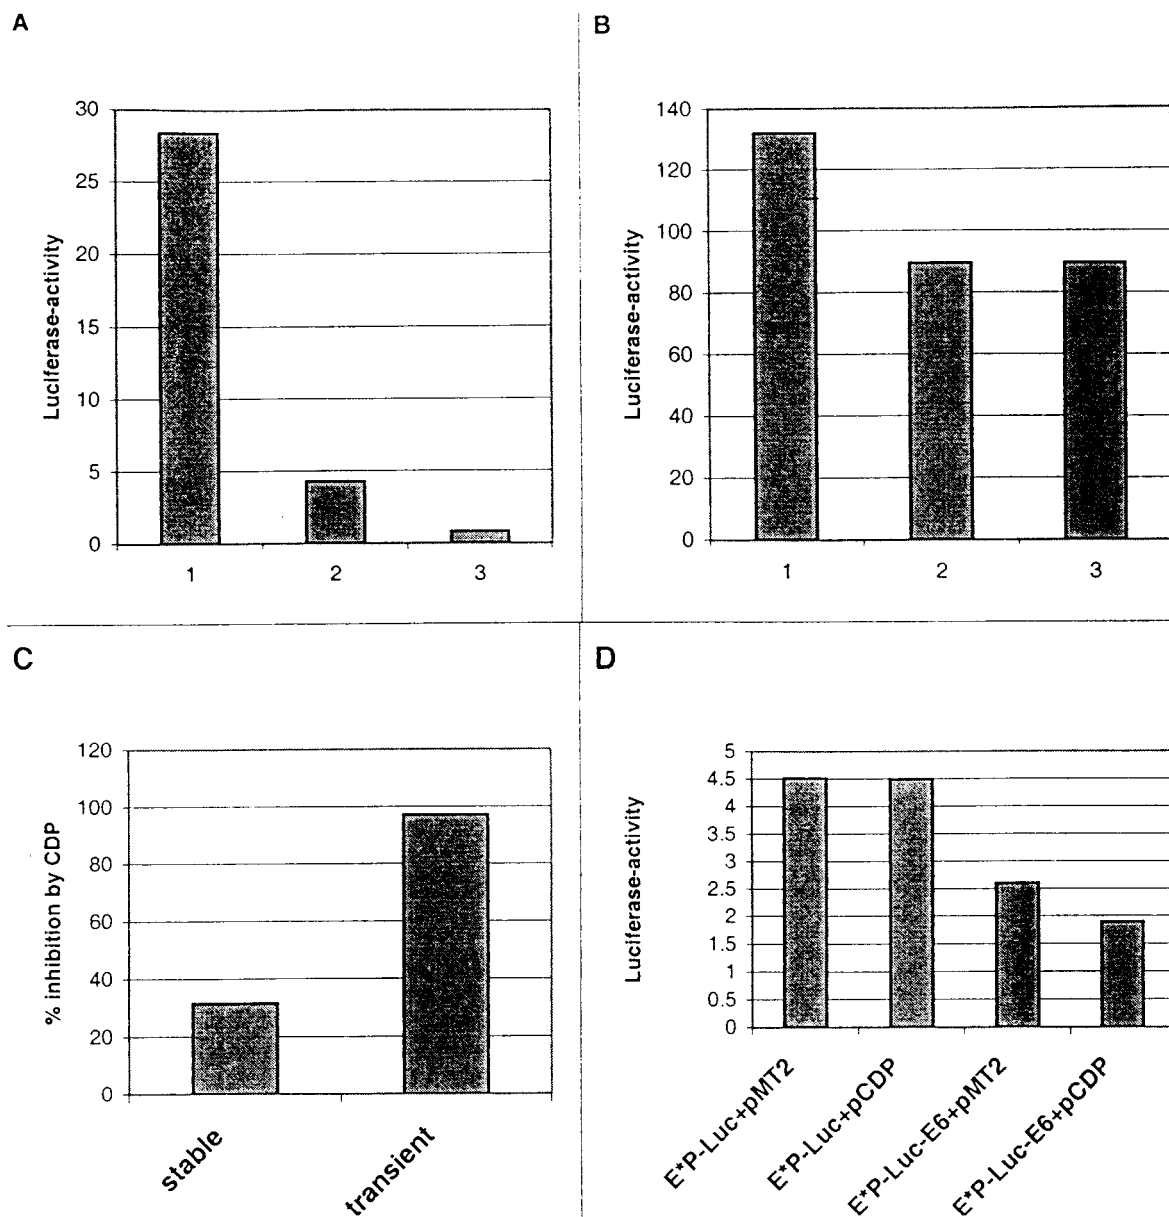 A
30
25
20
15
10
5
0
Luciferase-activity
1 2 3
B
140
120
100
80
60
40
20
0
Luciferase-activity
1 2 3
C
120
100
80
60
40
20
0
% inhibition by CDP
stable
transient
D
5
4.5
4
3.5
3
2.5
2
1.5
1
0.5
0
Luciferase-activity
E*P-Luc+pMT2
E*P-Luc+pCDP
E*P-Luc-E6+pMT2
E*P-Luc-E6+pCDP